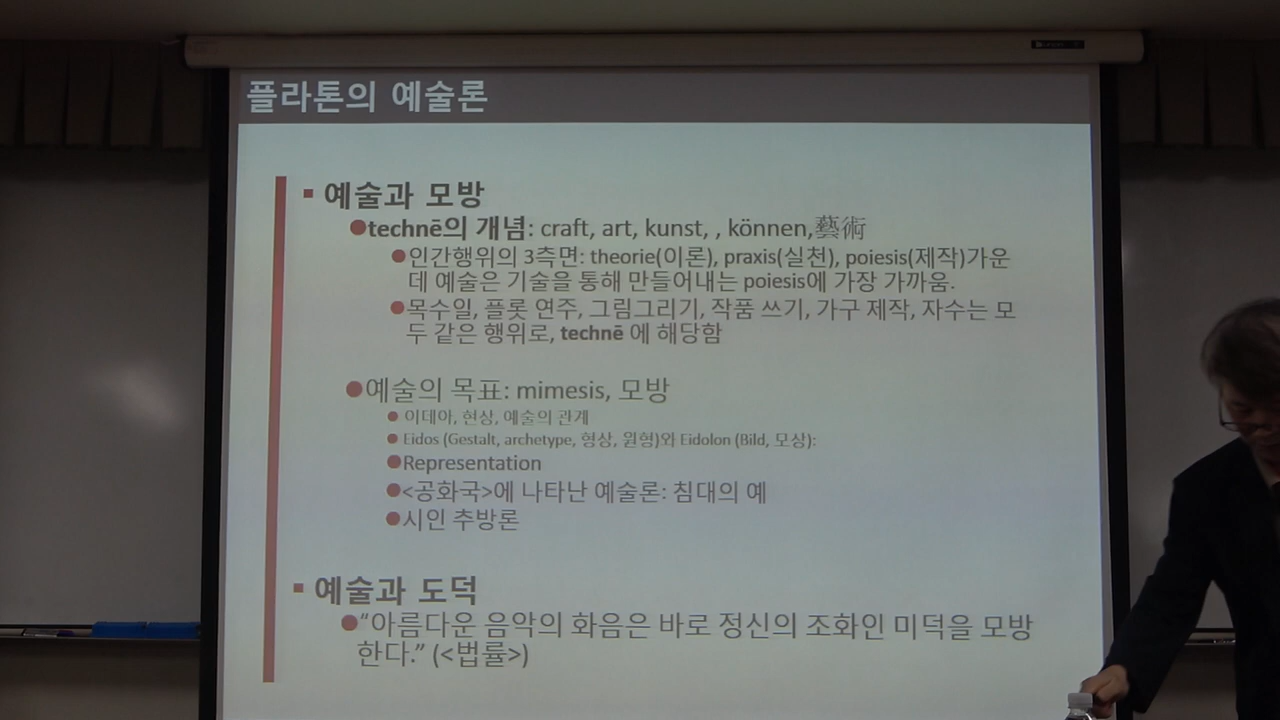 플라톤의 예술론
▪ 예술과 모방
●technē의 개념: craft, art, kunst, , können,藝術
●인간행위의 3측면: theorie(이론), praxis(실천), poiesis(제작)가운
데 예술은 기술을 통해 만들어내는 poiesis에 가장 가까움.
●목수일, 플롯 연주, 그림그리기, 작품 쓰기, 가구 제작, 자수는 모
두 같은 행위로, technē 에 해당함
●예술의 목표: mimesis, 모방
● 이데아, 현상, 예술의 관계
● Eidos (Gestalt, archetype, 형상, 원형)와 Eidolon (Bild, 모상):
●Representation
●<공화국>에 나타난 예술론: 침대의 예
●시인 추방론
▪ 예술과 도덕
●"아름다운 음악의 화음은 바로 정신의 조화인 미덕을 모방
한다." (<법률>)